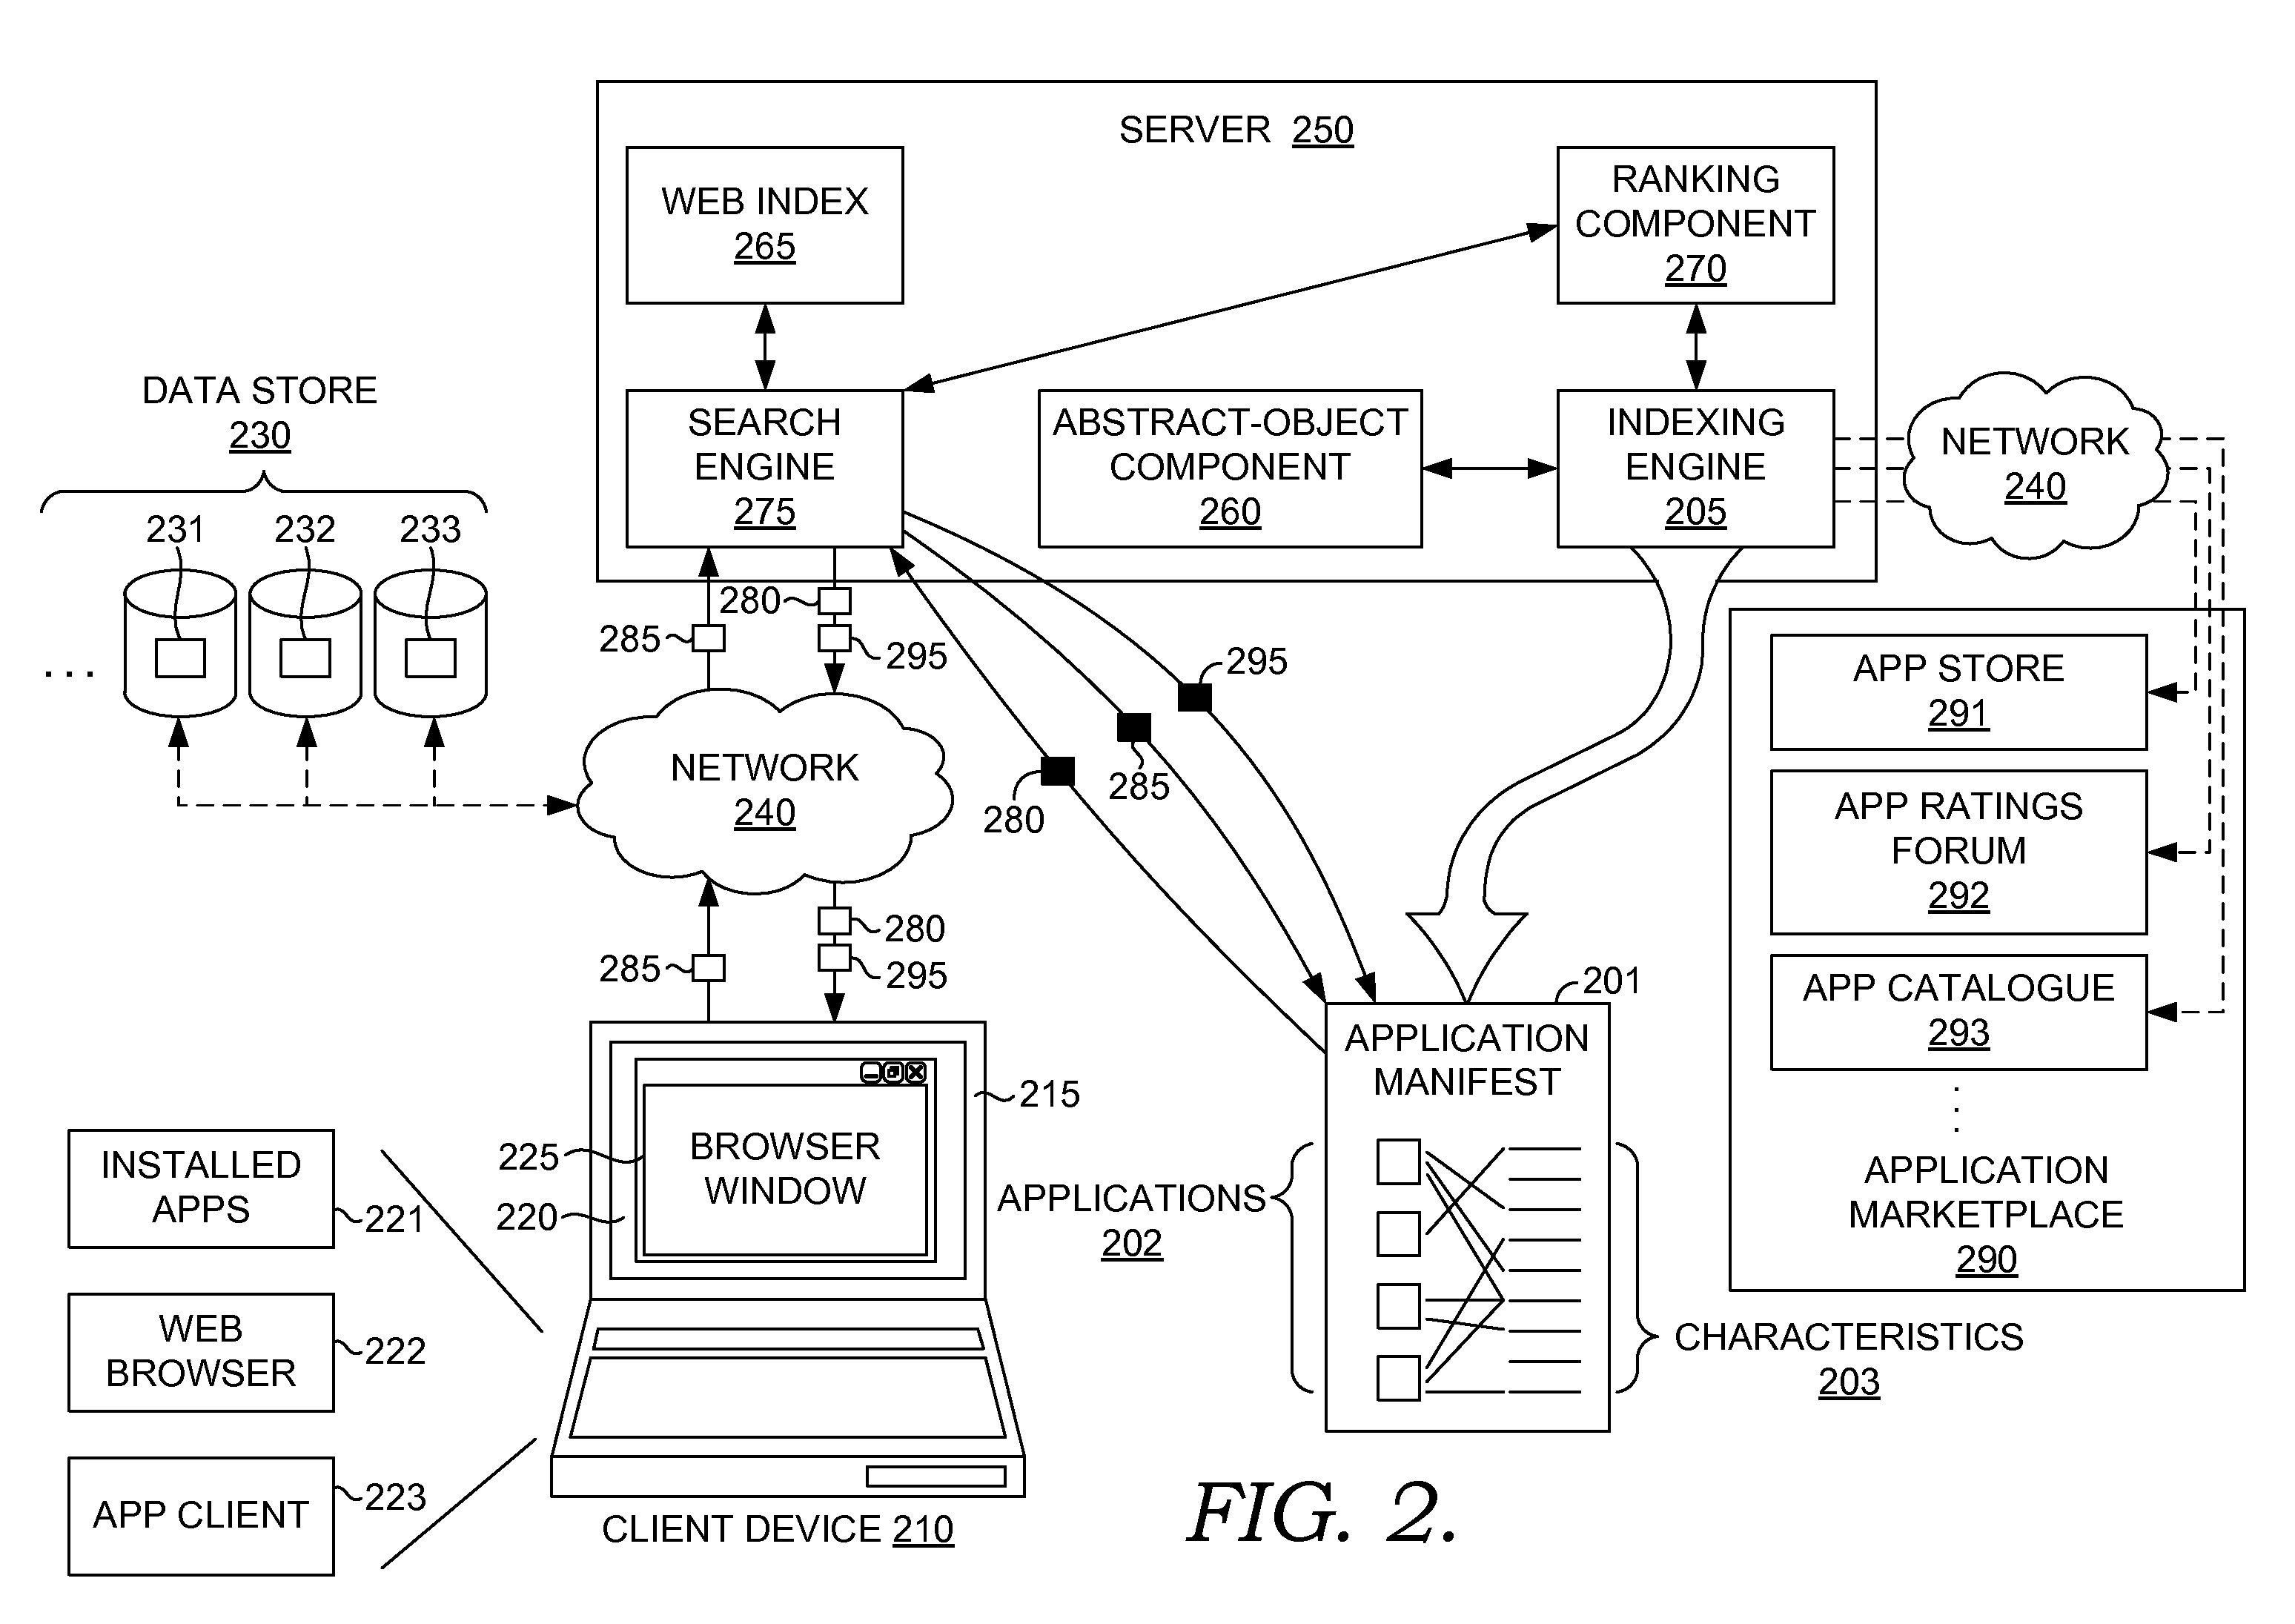 SERVER 250
WEB INDEX
265
RANKING
COMPONENT
270
SEARCH
ENGINE
275
ABSTRACT-OBJECT
COMPONENT
260
INDEXING
ENGINE
205
NETWORK
240
DATA STORE
230
231
232
233
...
285
280
295
NETWORK
240
295
285
280
APP STORE
291
APP RATINGS
FORUM
292
APP CATALOGUE
293
APPLICATION
MARKETPLACE
290
285
280
295
201
APPLICATION
MANIFEST
APPLICATIONS
202
CHARACTERISTICS
203
215
225
220
BROWSER
WINDOW
INSTALLED
APPS
221
WEB
BROWSER
222
APP CLIENT
223
CLIENT DEVICE 210
FIG. 2.